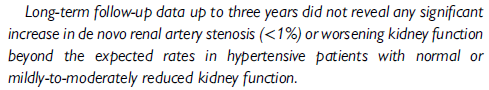 Long-term follow-up data up to three years did not reveal any significant
increase in de novo renal artery stenosis (<1%) or worsening kidney function
beyond the expected rates in hypertensive patients with normal or
mildly-to-moderately reduced kidney function.